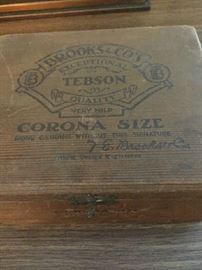 BROOKS & CO'S
EXCEPTIONAL
B TEBSON B
QUALITY
VERY MILD
CORONA SIZE
NONE GENUINE WITHOUT THIS SIGNATURE